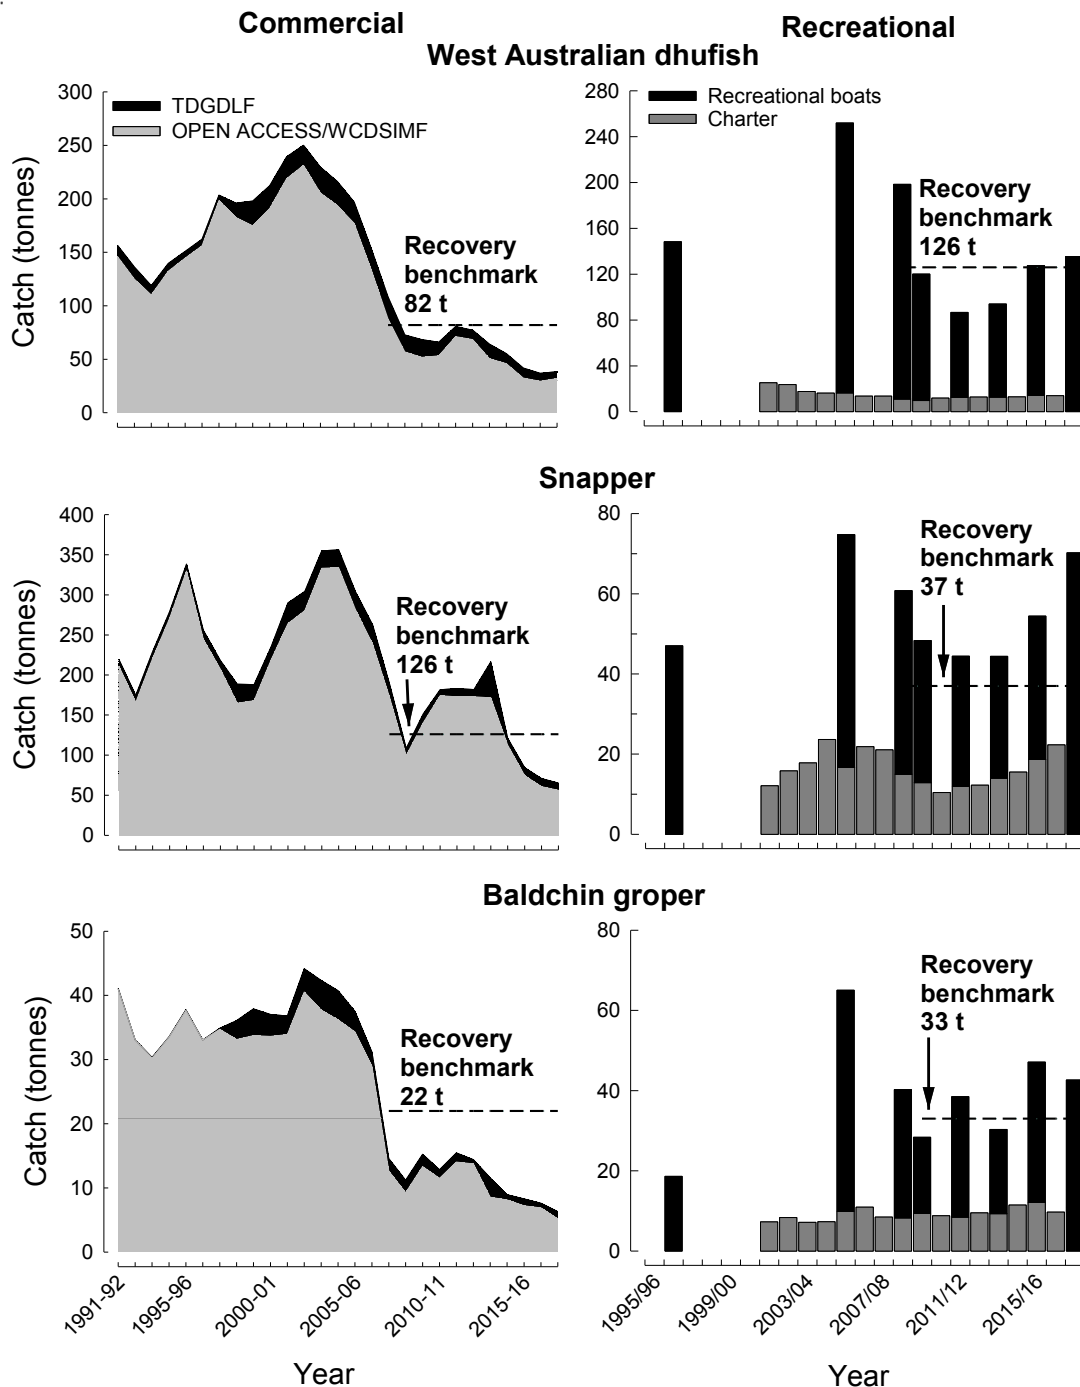 Commercial
Recreational
West Australian dhufish
300
250
200
150
100
50
0
Catch (tonnes)
TDGDLF
OPEN ACCESS/WCDSIMF
Recovery
benchmark
82 t
280
240
200
160
120
80
40
0
Recreational boats
Charter
Recovery
benchmark
126 t
Snapper
400
350
300
250
200
150
100
50
0
Catch (tonnes)
Recovery
benchmark
126 t
80
60
40
20
0
Recovery
benchmark
37 t
Baldchin groper
50
40
30
20
10
0
Catch (tonnes)
Recovery
benchmark
22 t
80
60
40
20
0
Recovery
benchmark
33 t
1991-92
1995-96
2000-01
2005-06
2010-11
2015-16
Year
1995/96
1999/00
2003/04
2007/08
2011/12
2015/16
Year